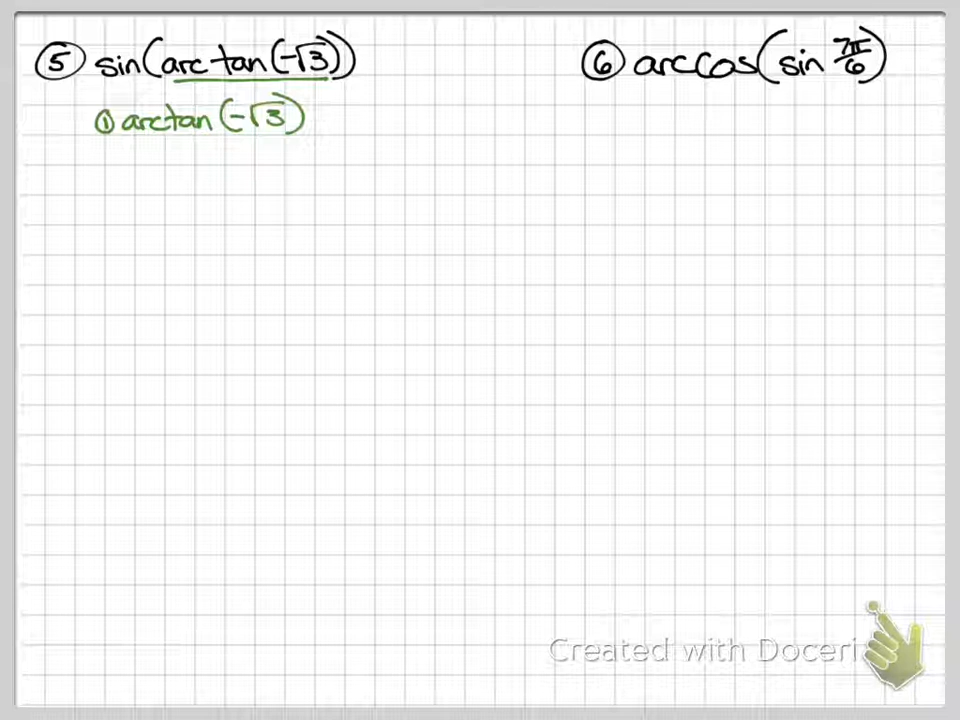 ⑤ sin(arctan(-√3))
① arctan(-√3)
⑥ arccos(sin 7π/6)
Created with Doceri